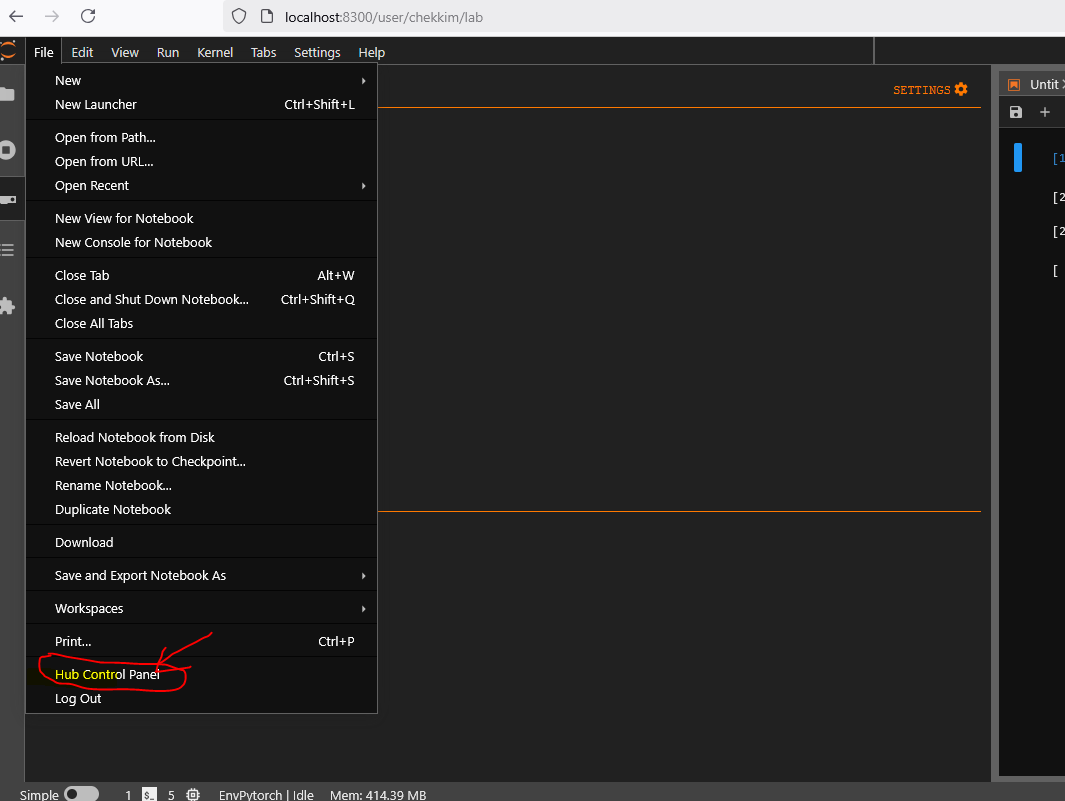 localhost:8300/user/chekkim/lab
File Edit View Run Kernel Tabs Settings Help
New
New Launcher Ctrl+Shift+L
Open from Path...
Open from URL...
Open Recent
New View for Notebook
New Console for Notebook
Close Tab Alt+W
Close and Shut Down Notebook... Ctrl+Shift+Q
Close All Tabs
Save Notebook Ctrl+S
Save Notebook As... Ctrl+Shift+S
Save All
Reload Notebook from Disk
Revert Notebook to Checkpoint...
Rename Notebook...
Duplicate Notebook
Download
Save and Export Notebook As
Workspaces
Print... Ctrl+P
Hub Control Panel
Log Out
SETTINGS
Untit
[1
[2
[2
[
Simple 1 $_ 5 EnvPytorch | Idle Mem: 414.39 MB